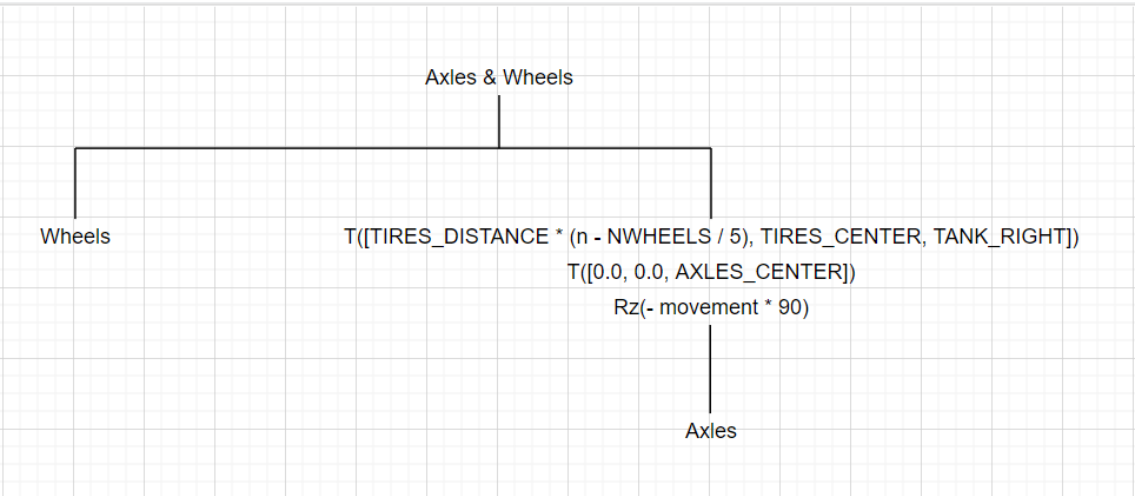 Axles & Wheels
Wheels
T([TIRES_DISTANCE * (n - NWHEELS / 5), TIRES_CENTER, TANK_RIGHT])
T([0.0, 0.0, AXLES_CENTER])
Rz(- movement * 90)
Axles